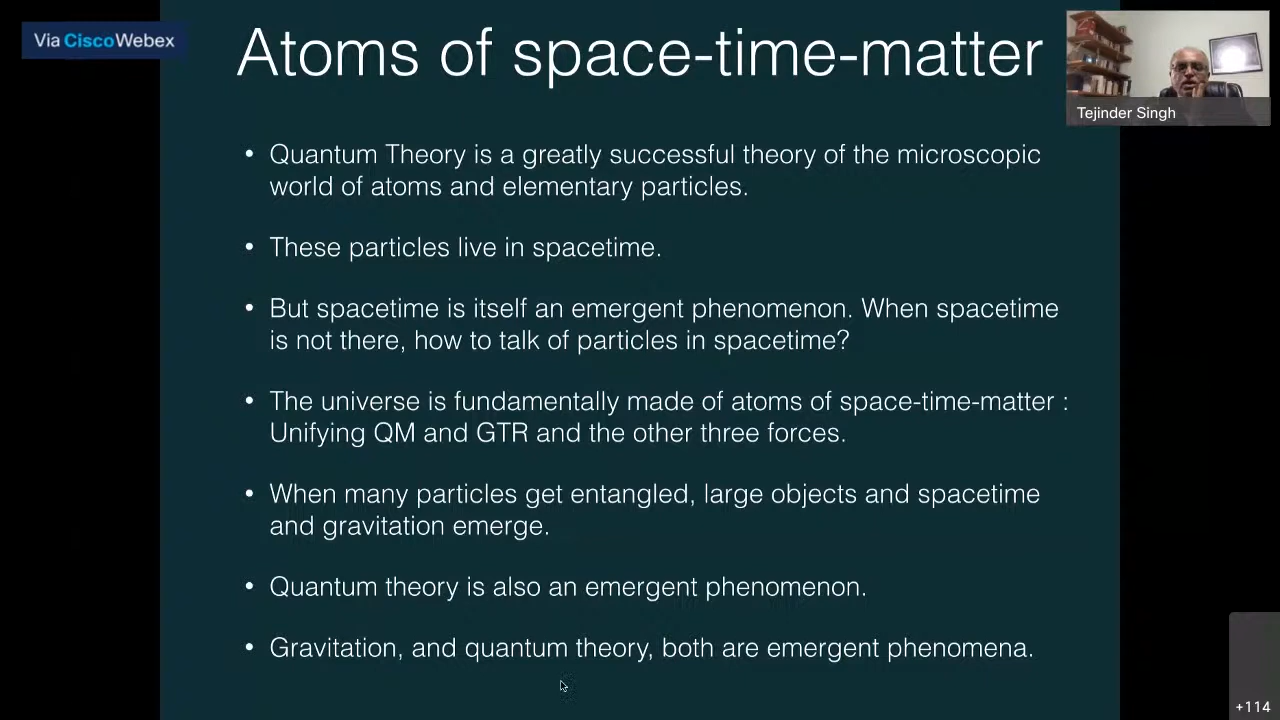 Via Cisco Webex
Atoms of space-time-matter
Tejinder Singh
• Quantum Theory is a greatly successful theory of the microscopic
world of atoms and elementary particles.
• These particles live in spacetime.
• But spacetime is itself an emergent phenomenon. When spacetime
is not there, how to talk of particles in spacetime?
• The universe is fundamentally made of atoms of space-time-matter :
Unifying QM and GTR and the other three forces.
• When many particles get entangled, large objects and spacetime
and gravitation emerge.
• Quantum theory is also an emergent phenomenon.
• Gravitation, and quantum theory, both are emergent phenomena.
+114